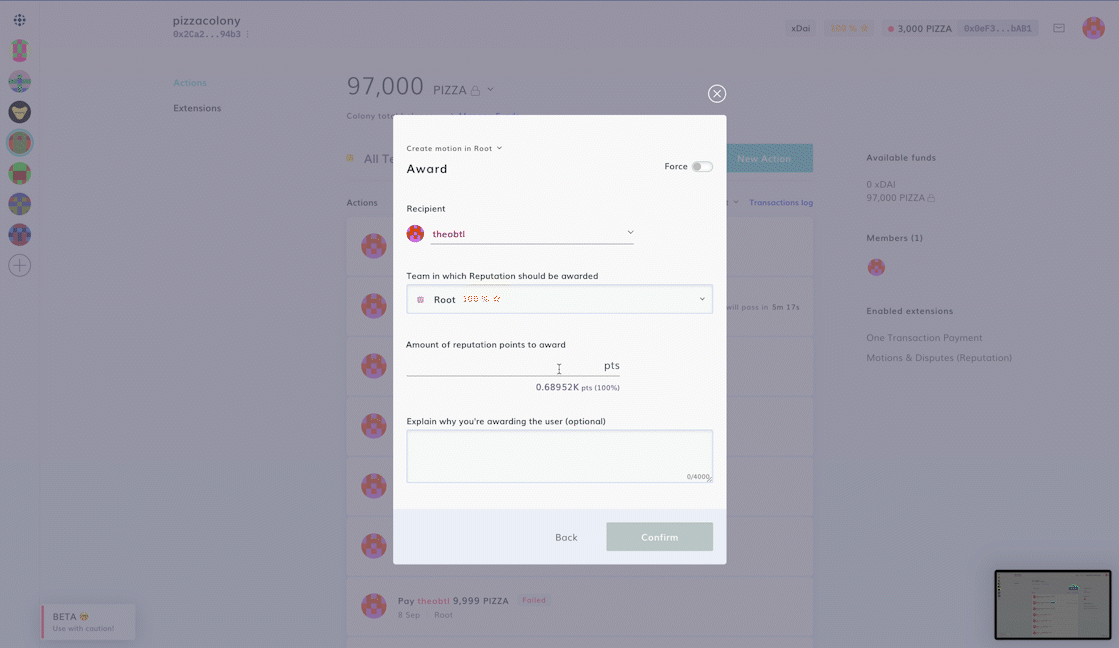 pizzacolony
0x2Ca2...94b3
xDai
100 % ☆
3,000 PIZZA
0x0eF3...bAB1
Actions
Extensions
97,000 PIZZA
Colony total
Create motion in Root
Award
Force
All Te
New Action
Actions
Transactions log
Recipient
theobtl
Team in which Reputation should be awarded
Root 100 % ☆
will pass in 5m 17s
Amount of reputation points to award
pts
0.68952K pts (100%)
Explain why you're awarding the user (optional)
0/4000
Back
Confirm
Available funds
0 xDAI
97,000 PIZZA
Members (1)
Enabled extensions
One Transaction Payment
Motions & Disputes (Reputation)
Pay theobtl 9,999 PIZZA Failed
8 Sep Root
BETA
Use with caution!